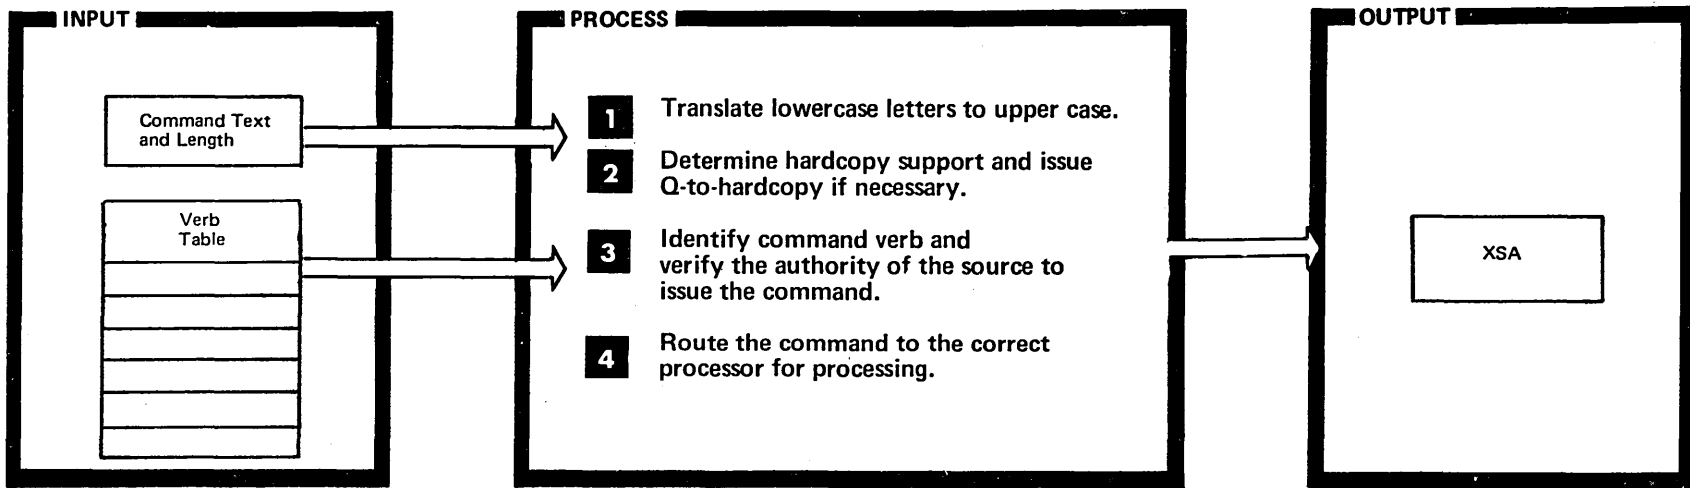 INPUT
Command Text
and Length
Verb
Table
PROCESS
1 Translate lowercase letters to upper case.
2 Determine hardcopy support and issue
Q-to-hardcopy if necessary.
3 Identify command verb and
verify the authority of the source to
issue the command.
4 Route the command to the correct
processor for processing.
OUTPUT
XSA